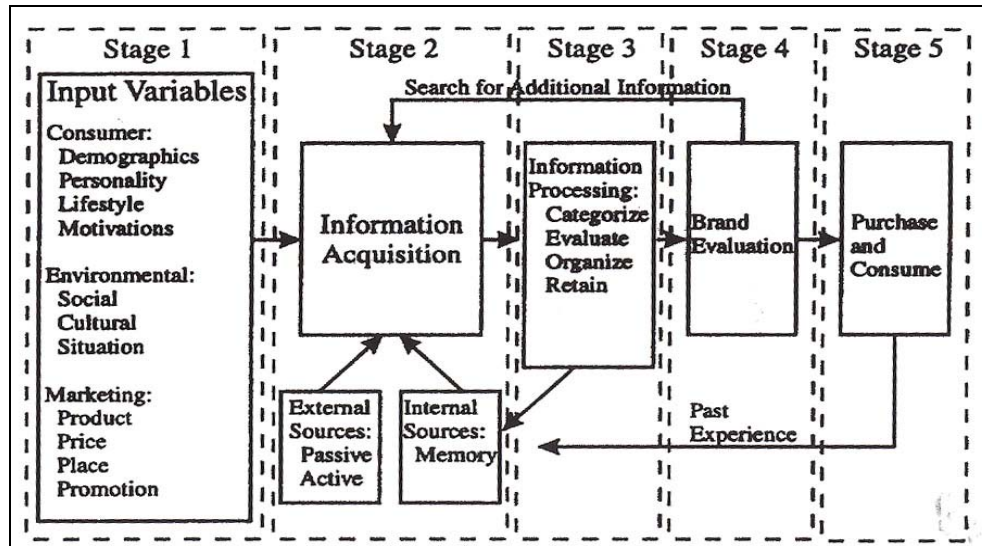 Stage 1
Input Variables
Consumer:
Demographics
Personality
Lifestyle
Motivations
Environmental:
Social
Cultural
Situation
Marketing:
Product
Price
Place
Promotion
Stage 2
Search for Additional Information
Information
Acquisition
External
Sources:
Passive
Active
Internal
Sources:
Memory
Stage 3
Information
Processing:
Categorize
Evaluate
Organize
Retain
Stage 4
Brand
Evaluation
Past
Experience
Stage 5
Purchase
and
Consume